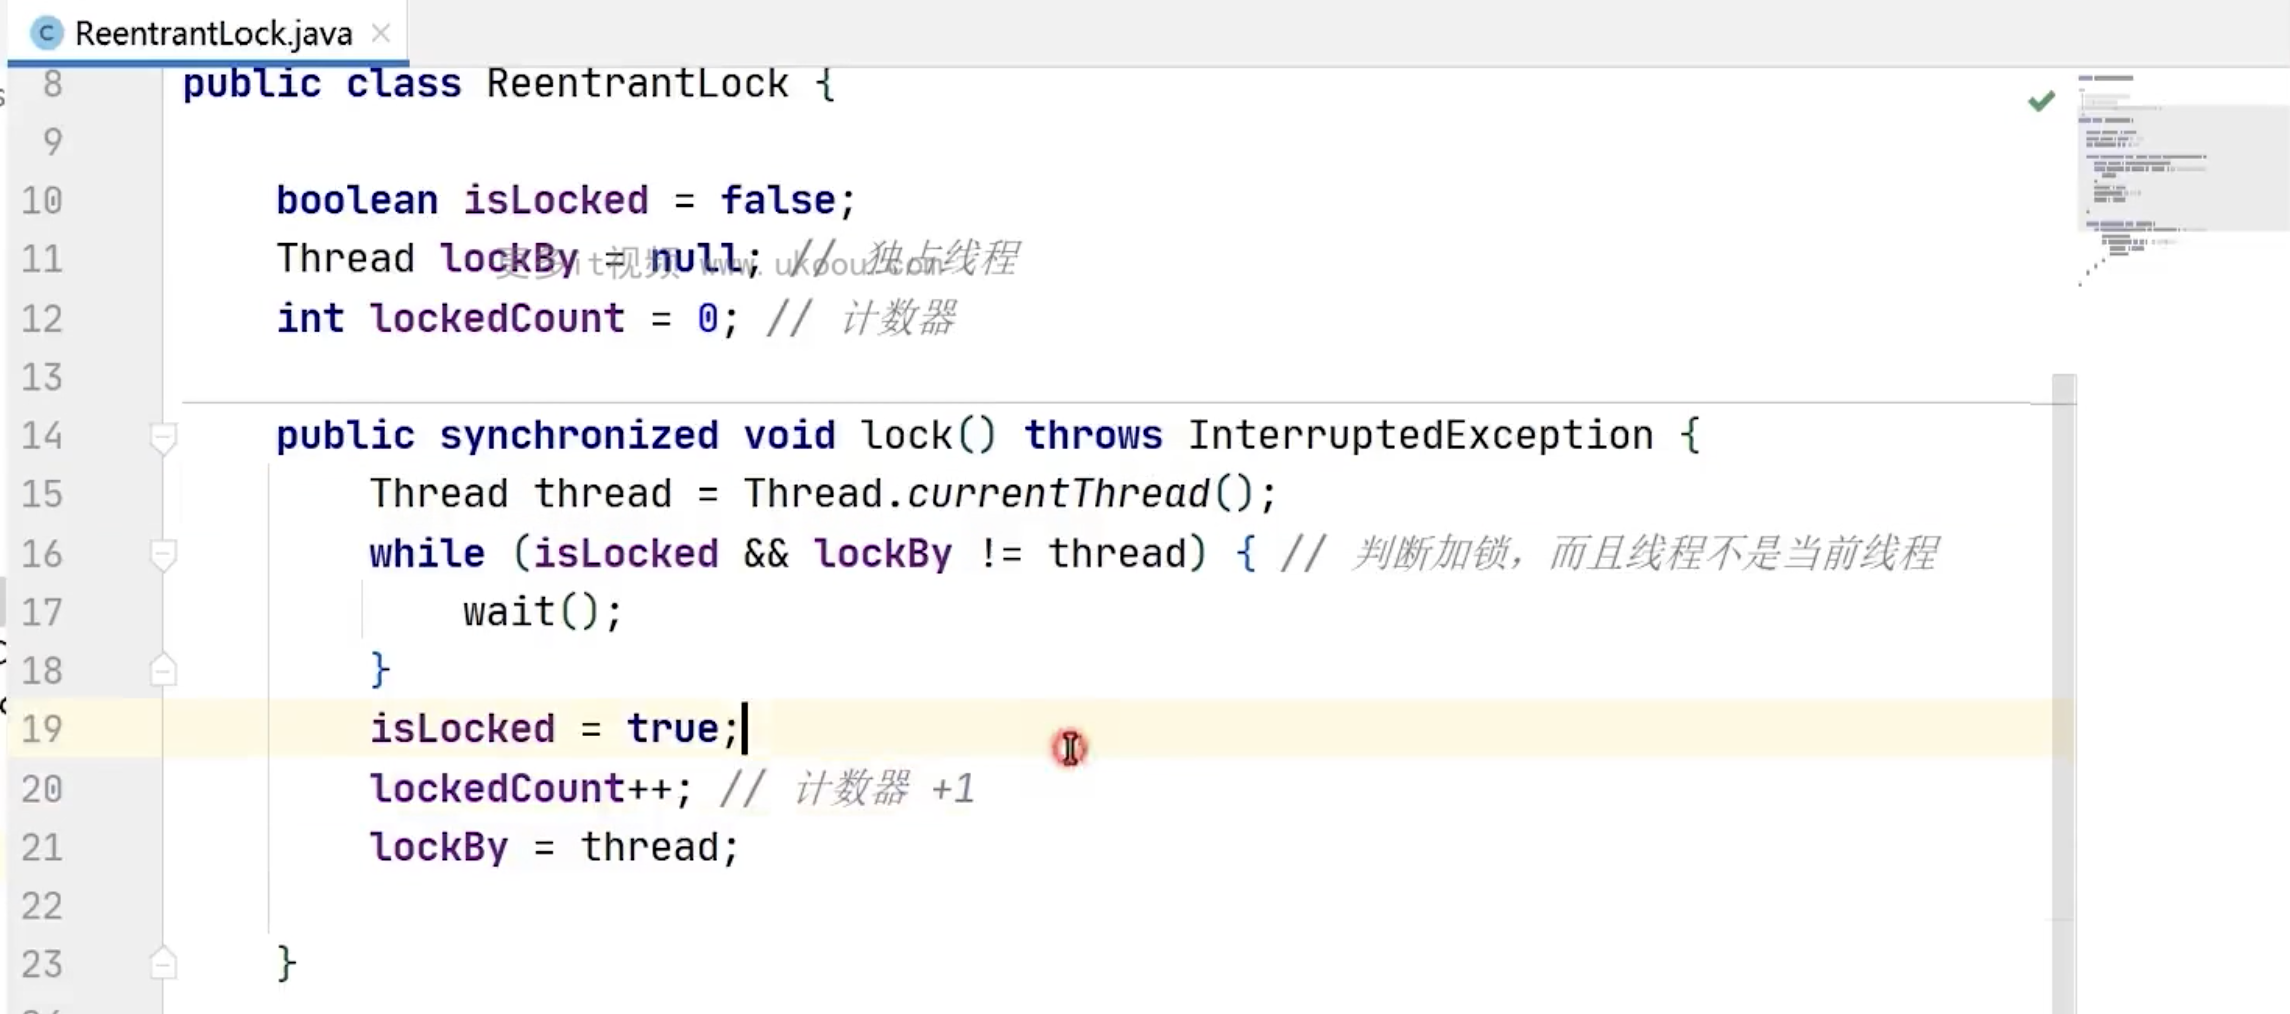 ReentrantLock.java
8 public class ReentrantLock {
9
10 boolean isLocked = false;
11 Thread lockBy = null; // 独占线程
更多it视频 www.ukoou.com
12 int lockedCount = 0; // 计数器
13
14 public synchronized void lock() throws InterruptedException {
15 Thread thread = Thread.currentThread();
16 while (isLocked && lockBy != thread) { // 判断加锁，而且线程不是当前线程
17 wait();
18 }
19 isLocked = true;
20 lockedCount++; // 计数器 +1
21 lockBy = thread;
22
23 }